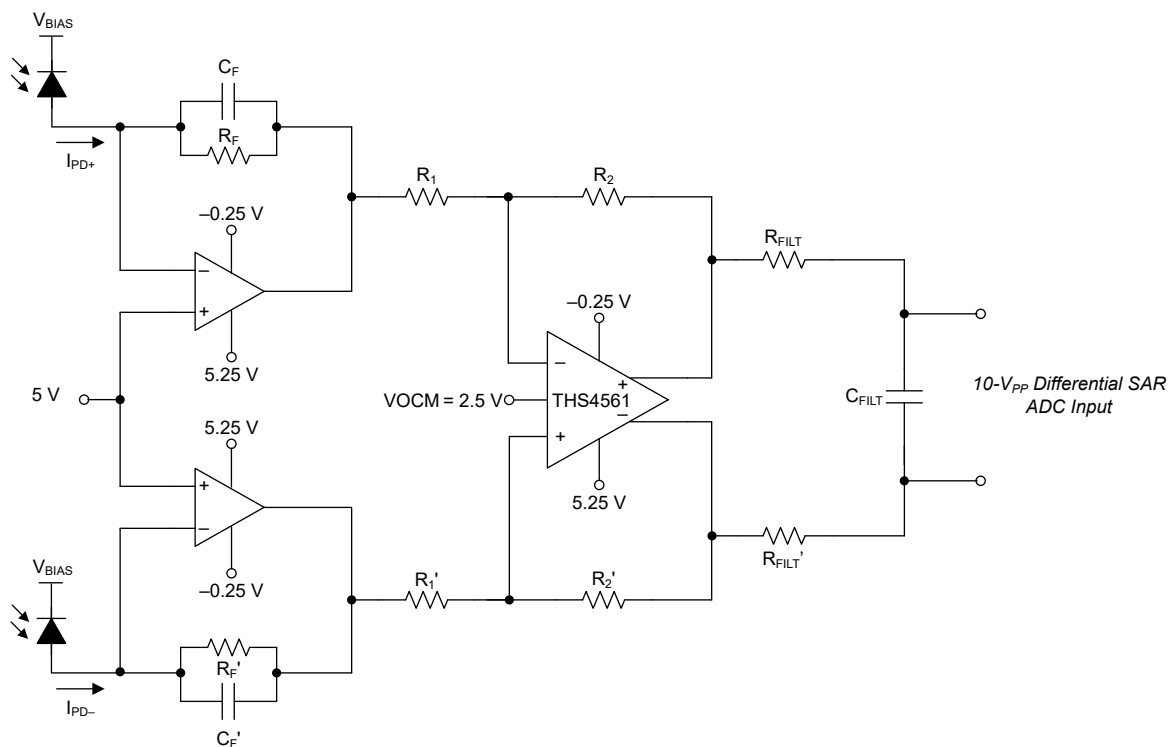 VBIAS
CF
RF
IPD+
R1
R2
–0.25 V
RFILT
–
+
–0.25 V
5.25 V
–
+
5 V
VOCM = 2.5 V
THS4561
–
CFILT
10-VPP Differential SAR
ADC Input
5.25 V
+
5.25 V
+
–
RFILT'
VBIAS
–0.25 V
R1'
R2'
RF'
IPD–
CF'